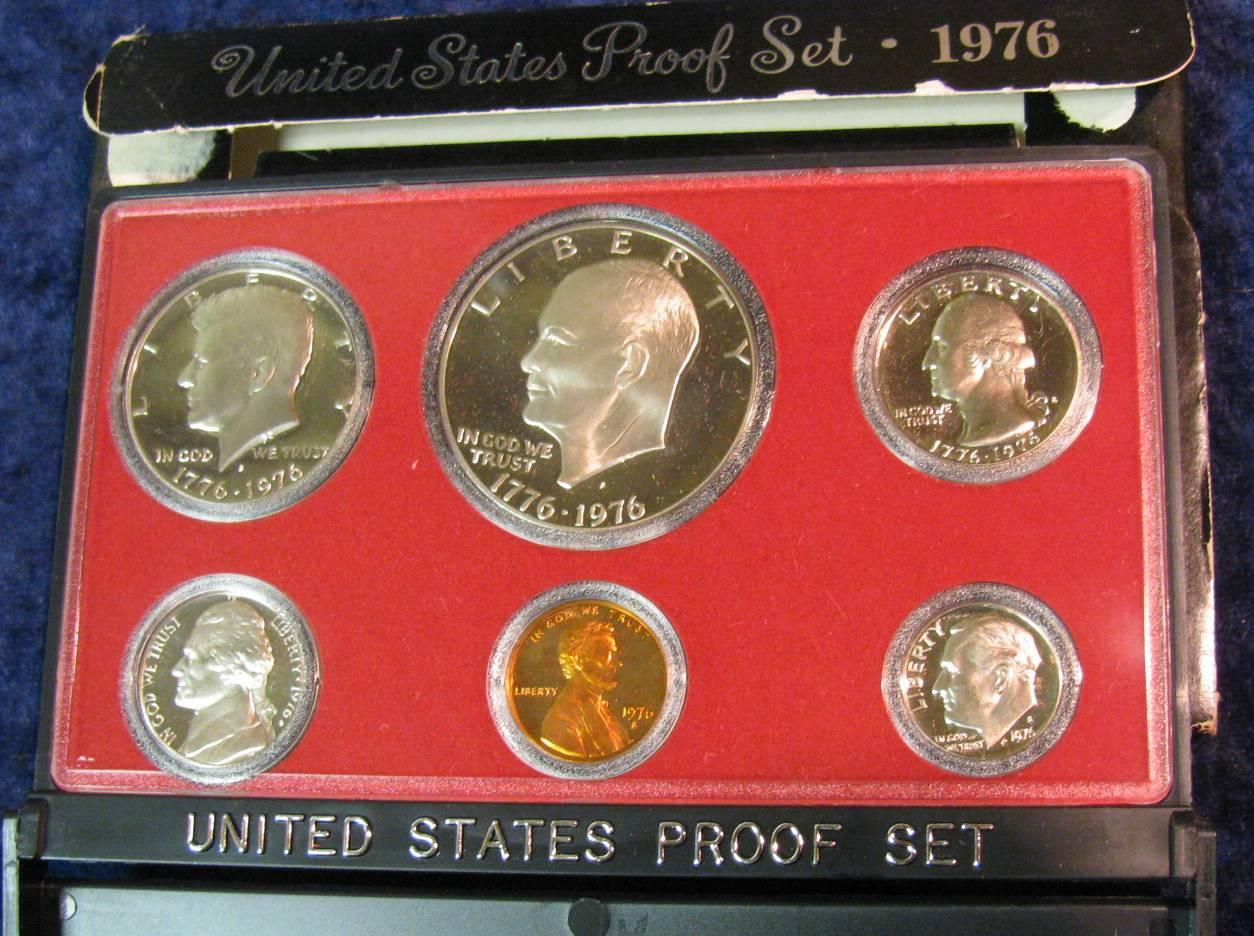 United States Proof Set • 1976
LIBERTY
IN GOD WE TRUST
1776 · 1976
LIBERTY
IN GOD WE
TRUST
1776 · 1976
LIBERTY
IN GOD WE
TRUST
1776 · 1976
IN GOD WE TRUST
LIBERTY · 1976
IN GOD WE TRUST
LIBERTY
1976
S
LIBERTY
IN GOD
WE TRUST
1976
UNITED STATES PROOF SET